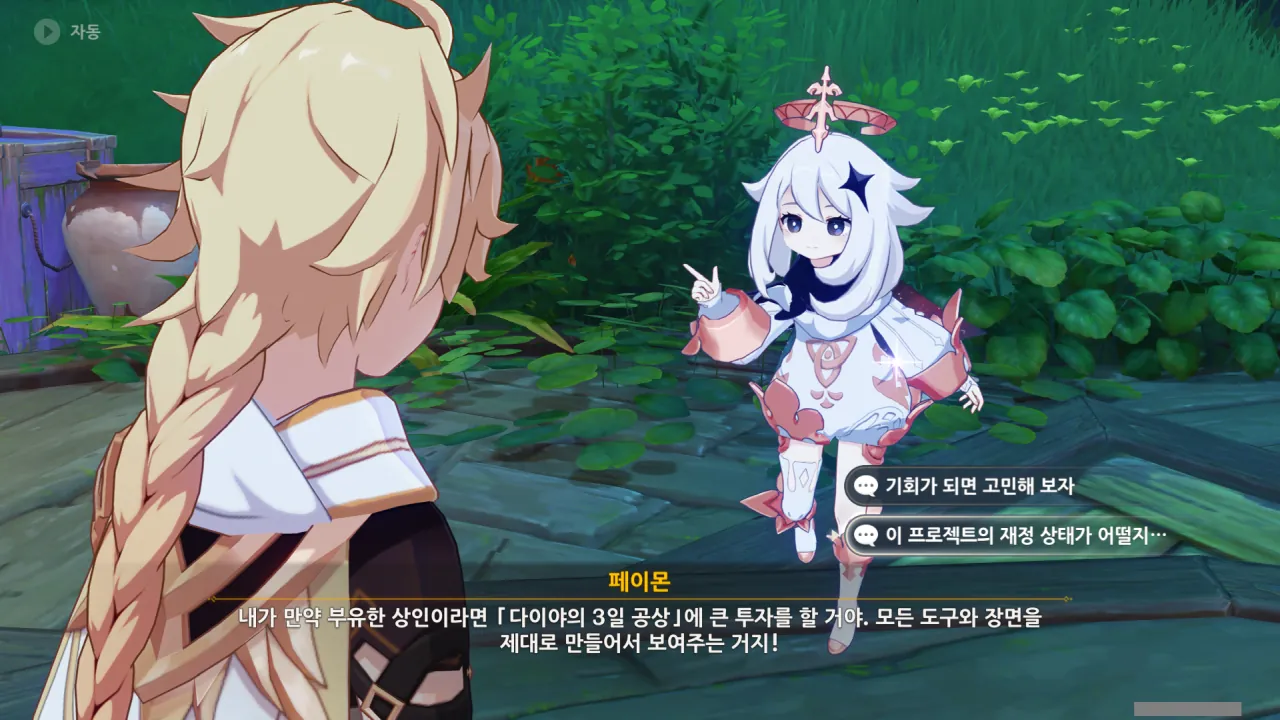 자동
기회가 되면 고민해 보자
이 프로젝트의 재정 상태가 어떨지…
페이몬
내가 만약 부유한 상인이라면 「다이아의 3일 공상」에 큰 투자를 할 거야. 모든 도구와 장면을
제대로 만들어서 보여주는 거지!